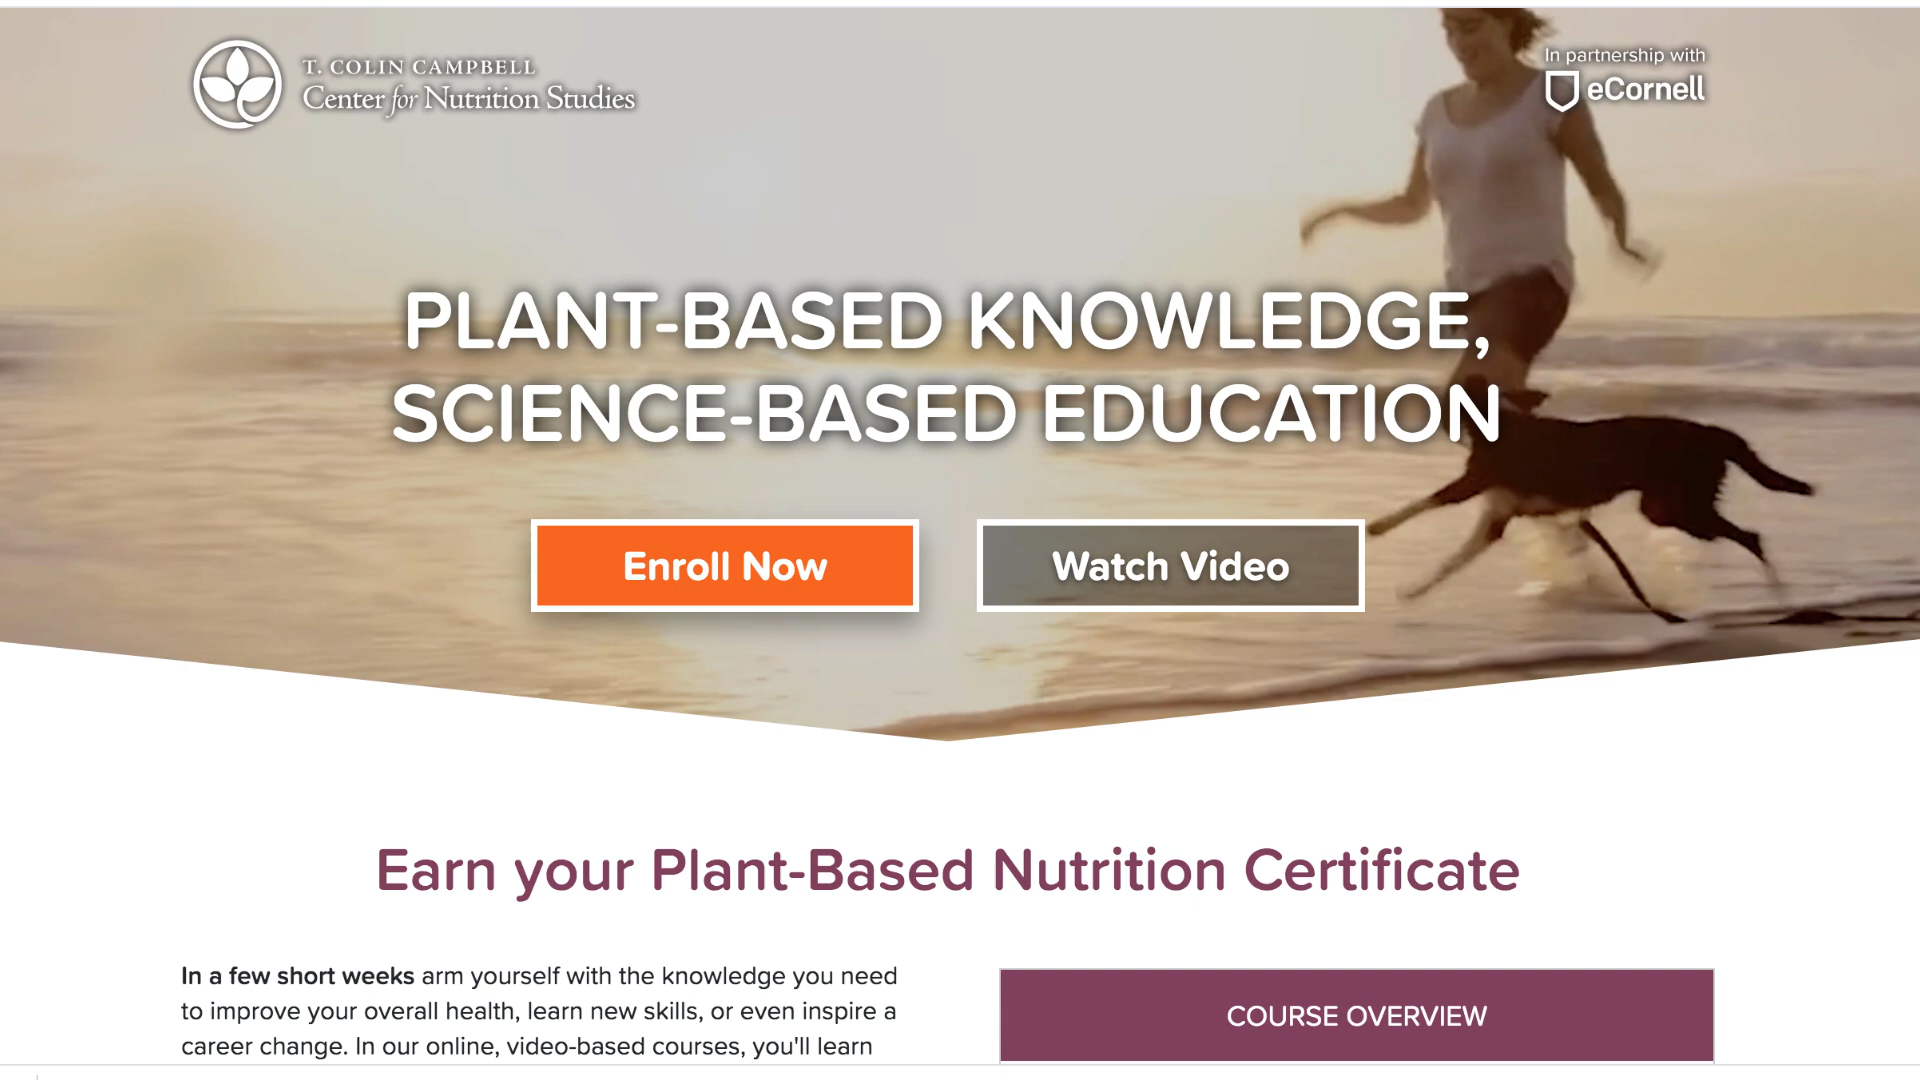 T. COLIN CAMPBELL
Center for Nutrition Studies
In partnership with
eCornell
PLANT-BASED KNOWLEDGE,
SCIENCE-BASED EDUCATION
Enroll Now
Watch Video
Earn your Plant-Based Nutrition Certificate
In a few short weeks arm yourself with the knowledge you need
to improve your overall health, learn new skills, or even inspire a
career change. In our online, video-based courses, you'll learn
COURSE OVERVIEW